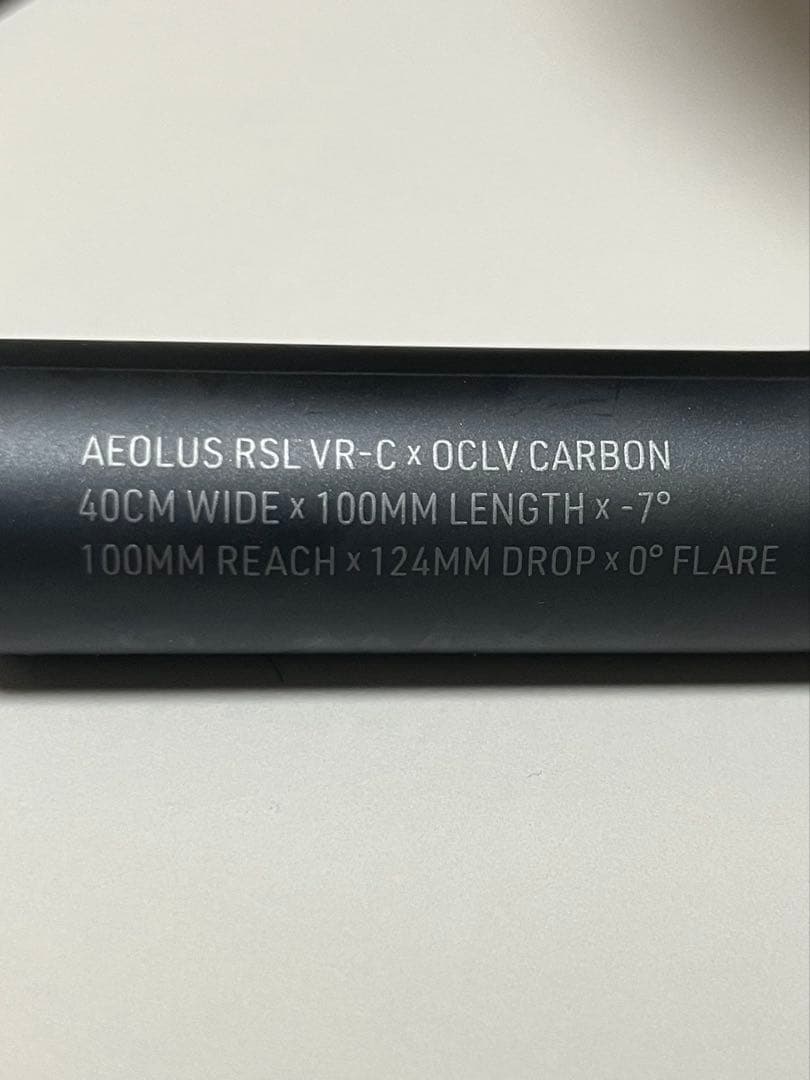 AEOLUS RSL VR-C x OCLV CARBON
40CM WIDE x 100MM LENGTH x -7°
100MM REACH x 124MM DROP x 0° FLARE